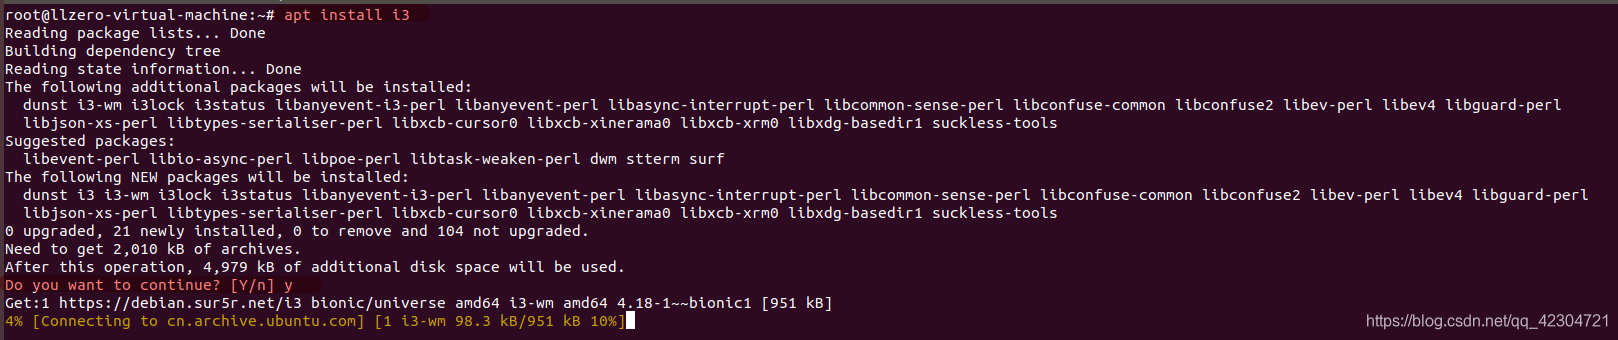 root@llzero-virtual-machine:~# apt install i3
Reading package lists... Done
Building dependency tree
Reading state information... Done
The following additional packages will be installed:
  dunst i3-wm i3lock i3status libanyevent-i3-perl libanyevent-perl libasync-interrupt-perl libcommon-sense-perl libconfuse-common libconfuse2 libev-perl libev4 libguard-perl
  libjson-xs-perl libtypes-serialiser-perl libxcb-cursor0 libxcb-xinerama0 libxcb-xrm0 libxdg-basedir1 suckless-tools
Suggested packages:
  libevent-perl libio-async-perl libpoe-perl libtask-weaken-perl dwm stterm surf
The following NEW packages will be installed:
  dunst i3 i3-wm i3lock i3status libanyevent-i3-perl libanyevent-perl libasync-interrupt-perl libcommon-sense-perl libconfuse-common libconfuse2 libev-perl libev4 libguard-perl
  libjson-xs-perl libtypes-serialiser-perl libxcb-cursor0 libxcb-xinerama0 libxcb-xrm0 libxdg-basedir1 suckless-tools
0 upgraded, 21 newly installed, 0 to remove and 104 not upgraded.
Need to get 2,010 kB of archives.
After this operation, 4,979 kB of additional disk space will be used.
Do you want to continue? [Y/n] y
Get:1 https://debian.sur5r.net/i3 bionic/universe amd64 i3-wm amd64 4.18-1~~bionic1 [951 kB]
4% [Connecting to cn.archive.ubuntu.com] [1 i3-wm 98.3 kB/951 kB 10%]
https://blog.csdn.net/qq_42304721